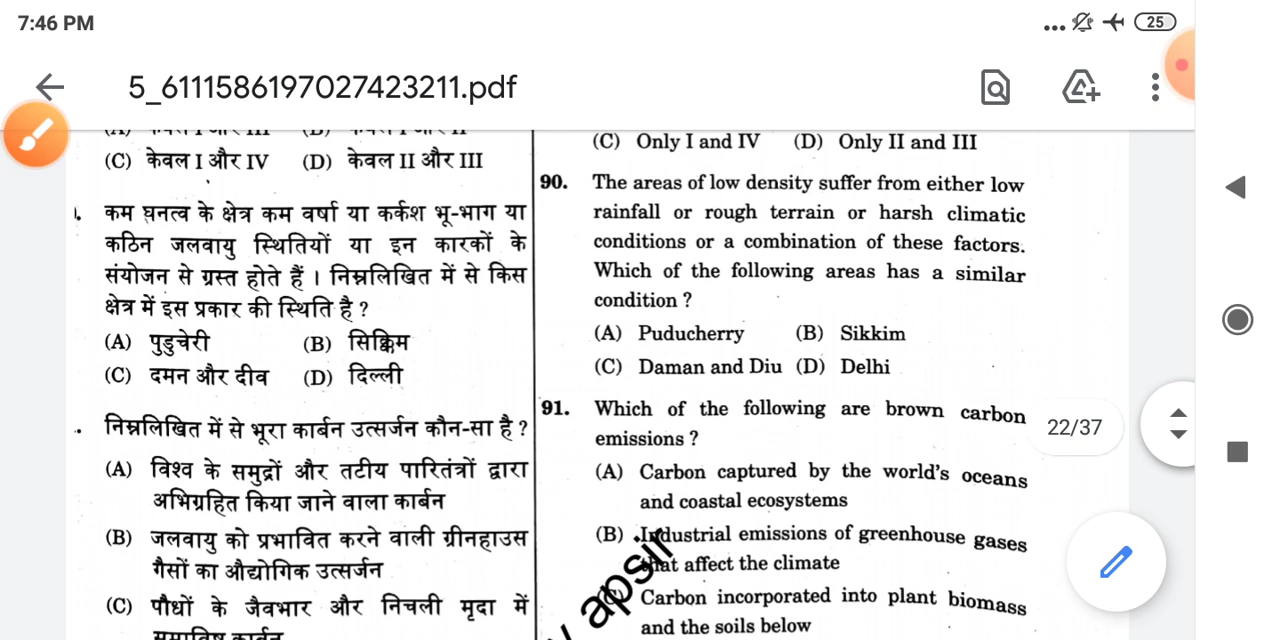 7:46 PM
25
5_6111586197027423211.pdf
(C) केवल I और IV (D) केवल II और III
कम घनत्व के क्षेत्र कम वर्षा या कर्कश भू-भाग या
कठिन जलवायु स्थितियों या इन कारकों के
संयोजन से ग्रस्त होते हैं । निम्नलिखित में से किस
क्षेत्र में इस प्रकार की स्थिति है ?
(A) पुडुचेरी (B) सिक्किम
(C) दमन और दीव (D) दिल्ली
निम्नलिखित में से भूरा कार्बन उत्सर्जन कौन-सा है ?
(A) विश्व के समुद्रों और तटीय पारितंत्रों द्वारा
अभिग्रहित किया जाने वाला कार्बन
(B) जलवायु को प्रभावित करने वाली ग्रीनहाउस
गैसों का औद्योगिक उत्सर्जन
(C) पौधों के जैवभार और निचली मृदा में
(C) Only I and IV (D) Only II and III
90. The areas of low density suffer from either low
rainfall or rough terrain or harsh climatic
conditions or a combination of these factors.
Which of the following areas has a similar
condition ?
(A) Puducherry (B) Sikkim
(C) Daman and Diu (D) Delhi
91. Which of the following are brown carbon
emissions ?
(A) Carbon captured by the world's oceans
and coastal ecosystems
(B) Industrial emissions of greenhouse gases
that affect the climate
(C) Carbon incorporated into plant biomass
and the soils below
apsir
22/37